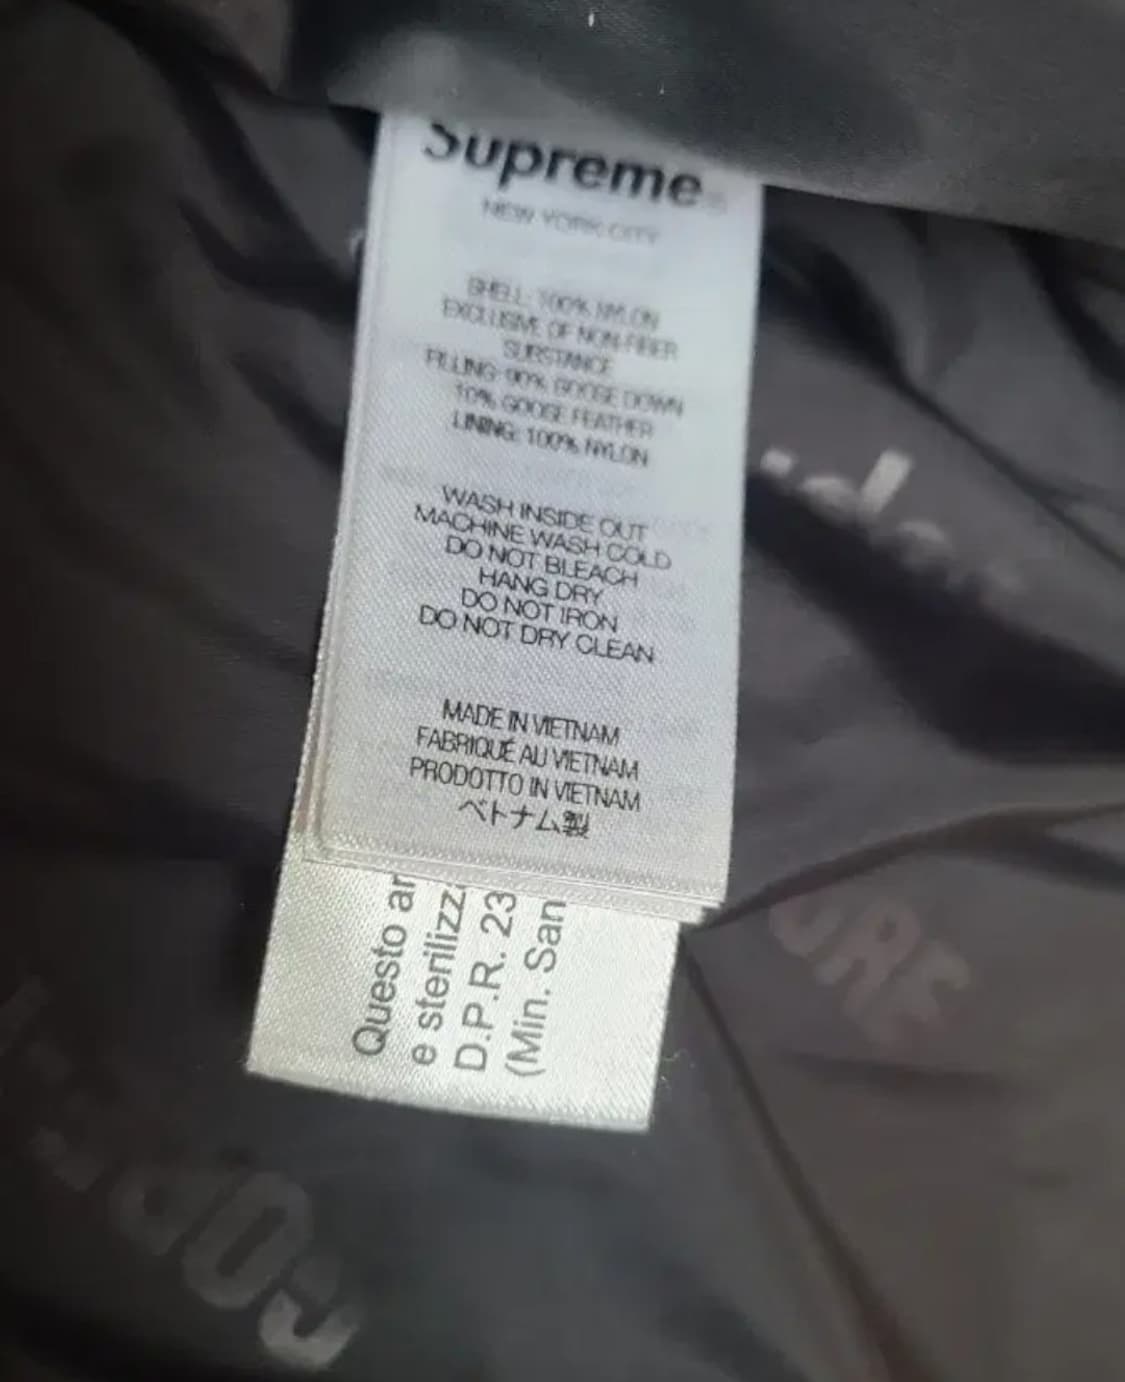 Supreme
NEW YORK CITY
SHELL: 100% NYLON
EXCLUSIVE OF NON-FIBER
SUBSTANCE
FILLING: 90% GOOSE DOWN
10% GOOSE FEATHER
LINING: 100% NYLON
WASH INSIDE OUT
MACHINE WASH COLD
DO NOT BLEACH
HANG DRY
DO NOT IRON
DO NOT DRY CLEAN
MADE IN VIETNAM
FABRIQUÉ AU VIETNAM
PRODOTTO IN VIETNAM
ベトナム製
Questo ar
e sterilizz
D.P.R. 23
(Min. San